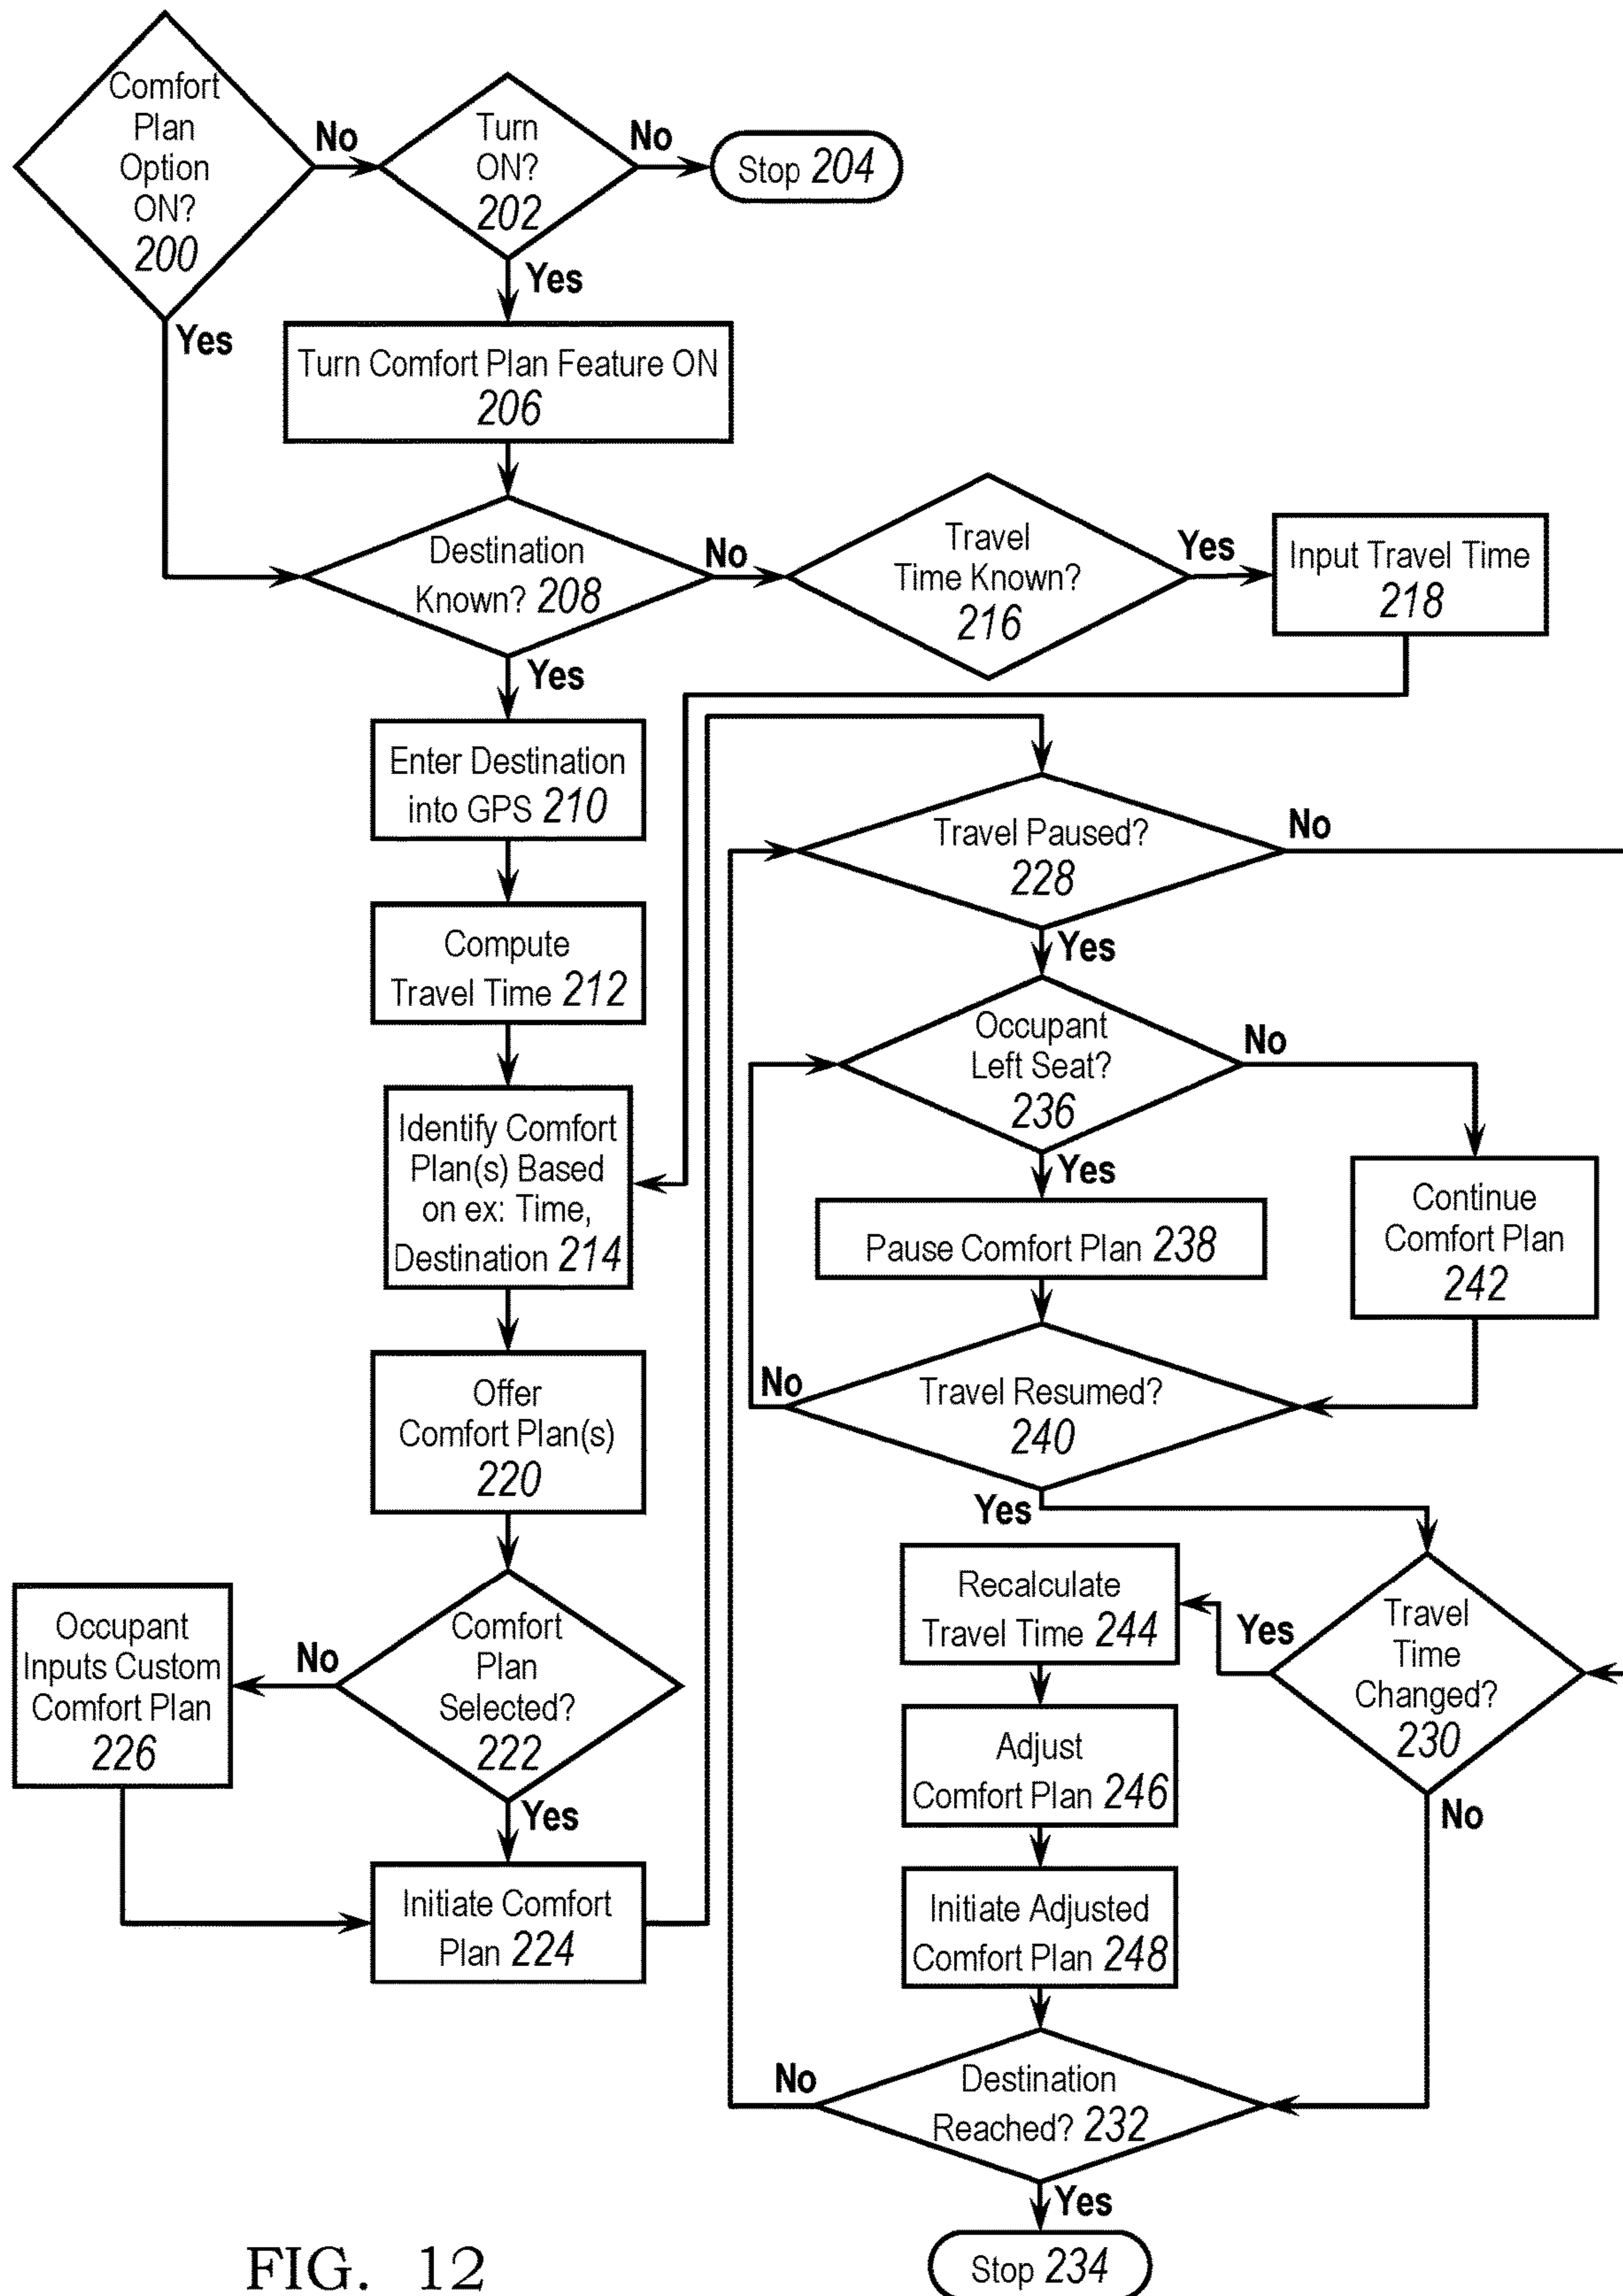 Comfort
Plan
Option
ON?
200
No
Turn
ON?
202
No
Stop 204
Yes
Yes
Turn Comfort Plan Feature ON
206
Destination
Known? 208
No
Travel
Time Known?
216
Yes
Input Travel Time
218
Yes
Enter Destination
into GPS 210
Compute
Travel Time 212
Identify Comfort
Plan(s) Based
on ex: Time,
Destination 214
Offer
Comfort Plan(s)
220
Comfort
Plan
Selected?
222
No
Occupant
Inputs Custom
Comfort Plan
226
Yes
Initiate Comfort
Plan 224
Travel Paused?
228
No
Yes
Occupant
Left Seat?
236
No
Yes
Pause Comfort Plan 238
Continue
Comfort Plan
242
No
Travel Resumed?
240
Yes
Travel
Time
Changed?
230
Yes
Recalculate
Travel Time 244
Adjust
Comfort Plan 246
No
Initiate Adjusted
Comfort Plan 248
No
Destination
Reached? 232
Yes
Stop 234
FIG. 12